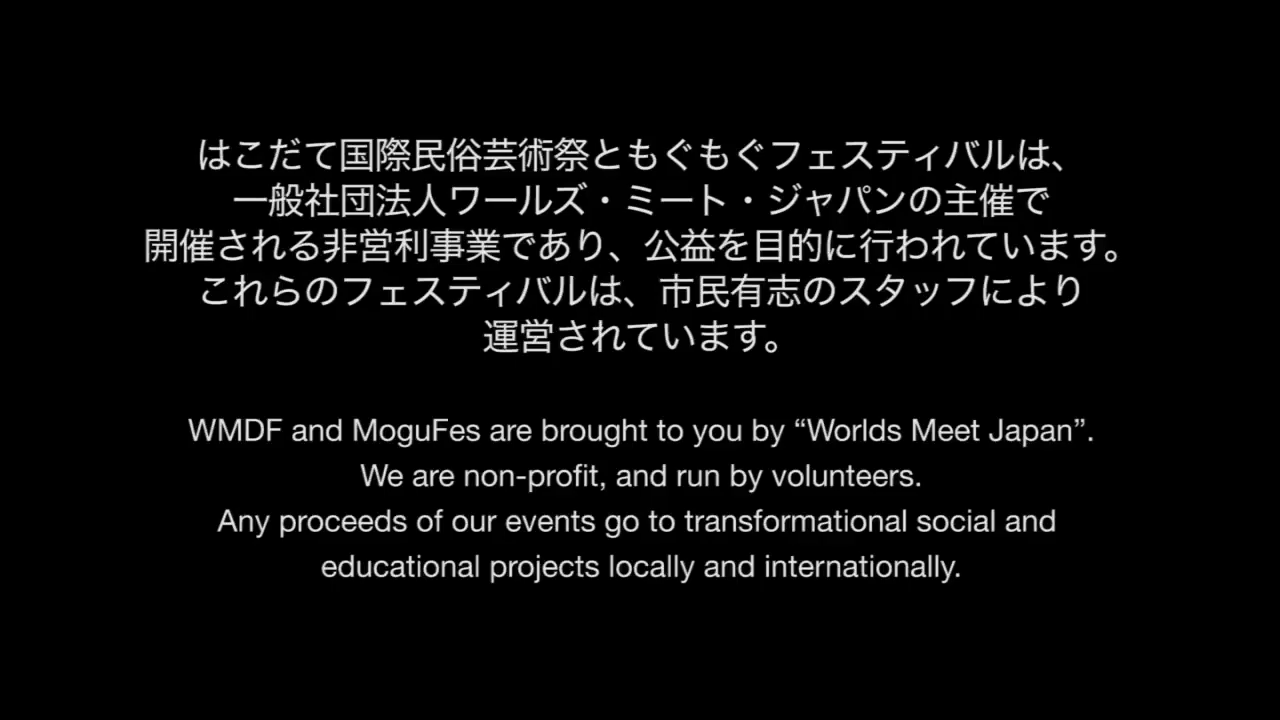 はこだて国際民俗芸術祭ともぐもぐフェスティバルは、
一般社団法人ワールズ・ミート・ジャパンの主催で
開催される非営利事業であり、公益を目的に行われています。
これらのフェスティバルは、市民有志のスタッフにより
運営されています。
WMDF and MoguFes are brought to you by “Worlds Meet Japan”.
We are non-profit, and run by volunteers.
Any proceeds of our events go to transformational social and
educational projects locally and internationally.